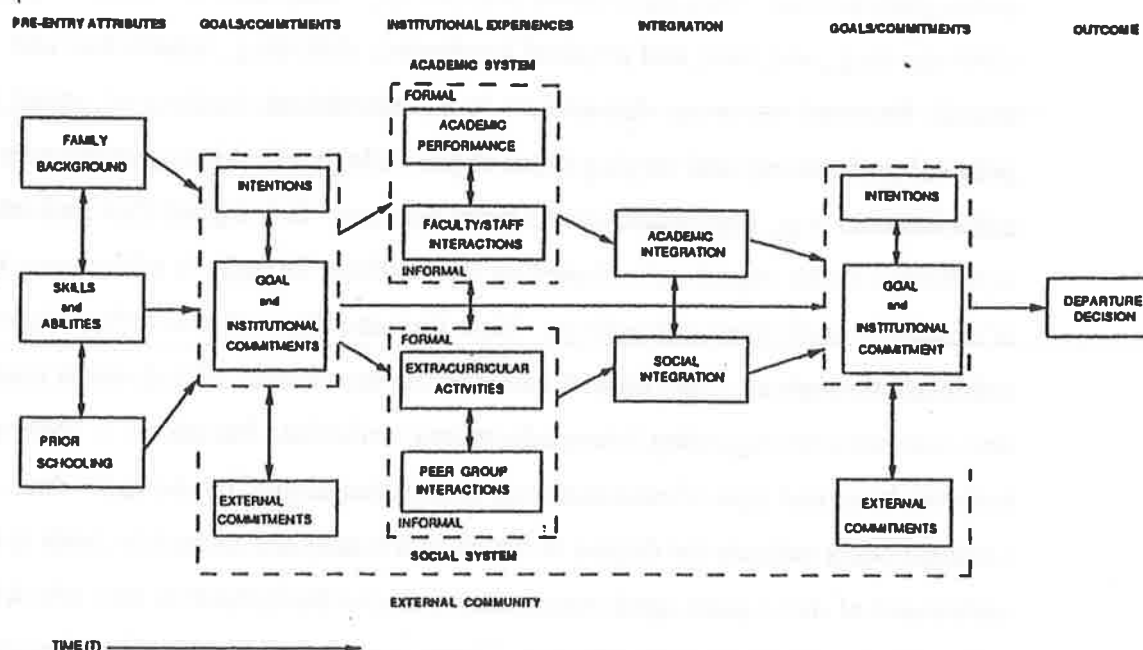 PRE-ENTRY ATTRIBUTES
GOALS/COMMITMENTS
INSTITUTIONAL EXPERIENCES
INTEGRATION
GOALS/COMMITMENTS
OUTCOME
FAMILY
BACKGROUND
SKILLS
and
ABILITIES
PRIOR
SCHOOLING
INTENTIONS
GOAL
and
INSTITUTIONAL
COMMITMENTS
EXTERNAL
COMMITMENTS
ACADEMIC SYSTEM
FORMAL
ACADEMIC
PERFORMANCE
FACULTY/STAFF
INTERACTIONS
INFORMAL
FORMAL
EXTRACURRICULAR
ACTIVITIES
PEER GROUP
INTERACTIONS
INFORMAL
SOCIAL SYSTEM
EXTERNAL COMMUNITY
ACADEMIC
INTEGRATION
SOCIAL
INTEGRATION
INTENTIONS
GOAL
and
INSTITUTIONAL
COMMITMENT
EXTERNAL
COMMITMENTS
DEPARTURE
DECISION
TIME (T)